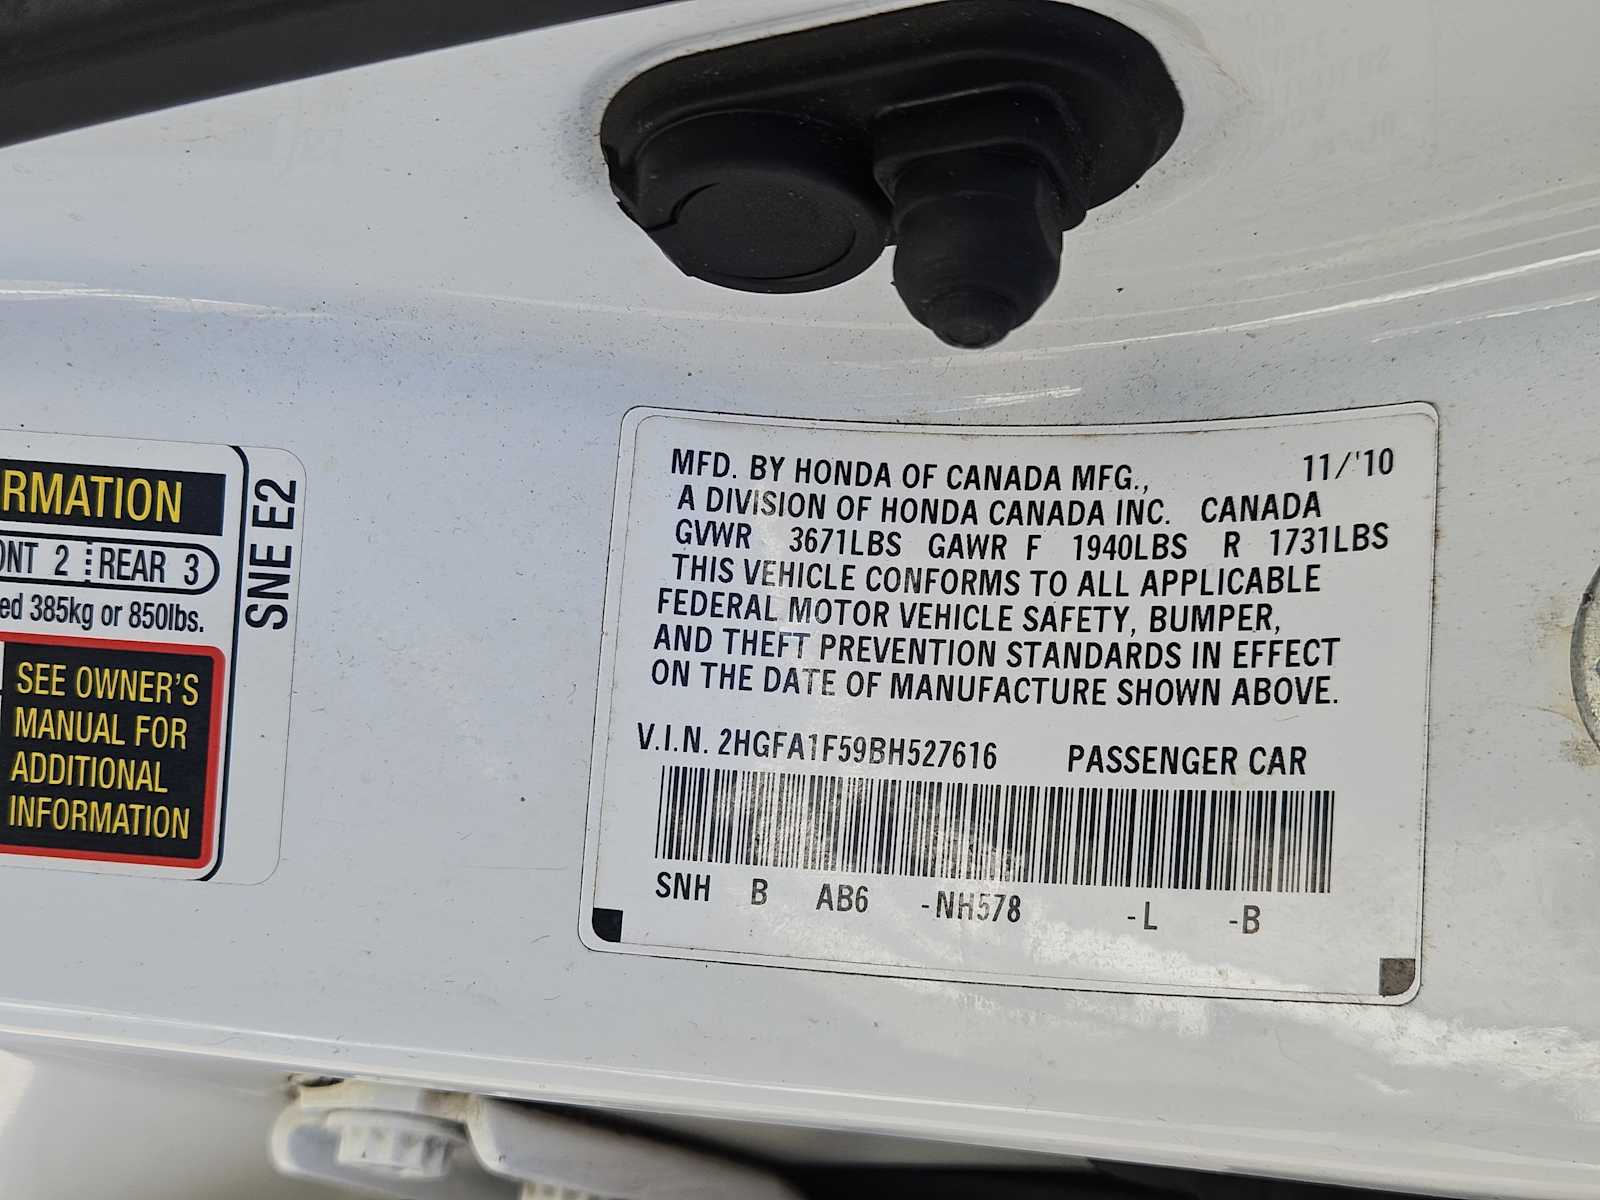 RMATION
ONT 2 REAR 3
ed 385kg or 850lbs.
SEE OWNER'S
MANUAL FOR
ADDITIONAL
INFORMATION
SNE E2
MFD. BY HONDA OF CANADA MFG., 11/'10
A DIVISION OF HONDA CANADA INC. CANADA
GVWR 3671LBS GAWR F 1940LBS R 1731LBS
THIS VEHICLE CONFORMS TO ALL APPLICABLE
FEDERAL MOTOR VEHICLE SAFETY, BUMPER,
AND THEFT PREVENTION STANDARDS IN EFFECT
ON THE DATE OF MANUFACTURE SHOWN ABOVE.
V.I.N. 2HGFA1F59BH527616 PASSENGER CAR
SNH B AB6 -NH578 -L -B